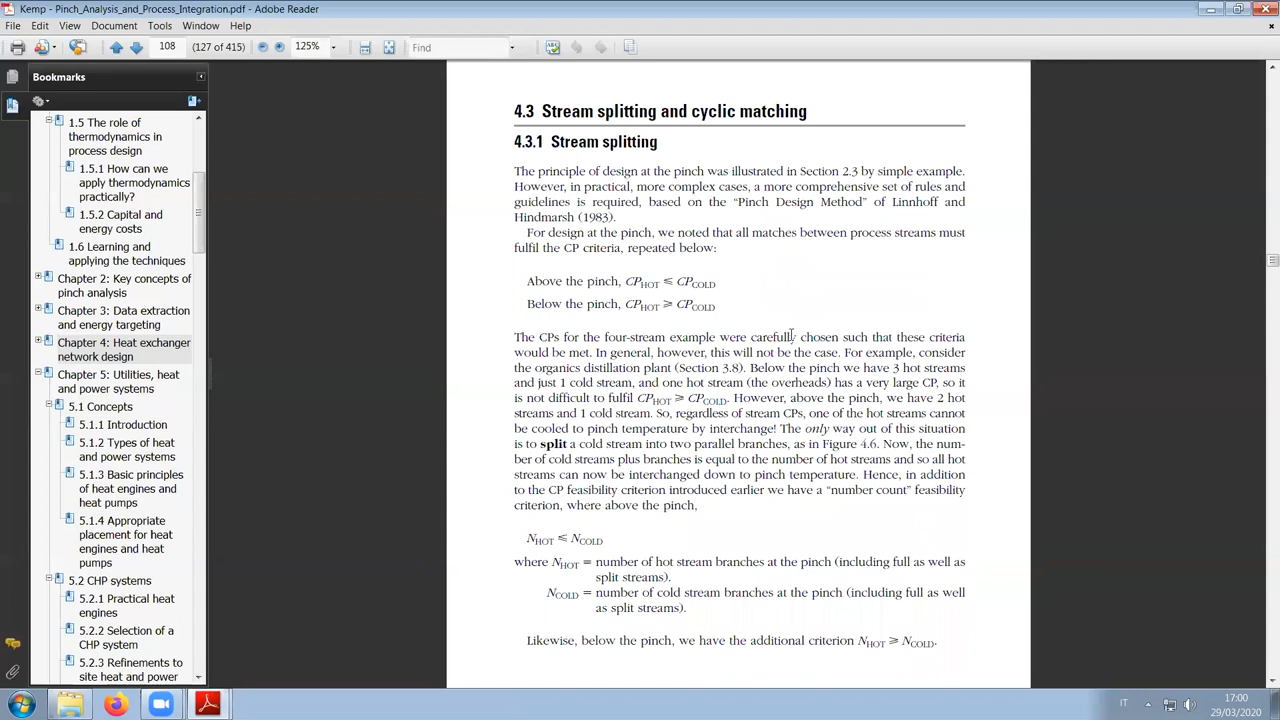 Kemp - Pinch_Analysis_and_Process_Integration.pdf - Adobe Reader
File Edit View Document Tools Window Help
108 (127 of 415) 125% Find
Bookmarks
1.5 The role of
thermodynamics in
process design
1.5.1 How can we
apply thermodynamics
practically?
1.5.2 Capital and
energy costs
1.6 Learning and
applying the techniques
Chapter 2: Key concepts of
pinch analysis
Chapter 3: Data extraction
and energy targeting
Chapter 4: Heat exchanger
network design
Chapter 5: Utilities, heat
and power systems
5.1 Concepts
5.1.1 Introduction
5.1.2 Types of heat
and power systems
5.1.3 Basic principles
of heat engines and
heat pumps
5.1.4 Appropriate
placement for heat
engines and heat
pumps
5.2 CHP systems
5.2.1 Practical heat
engines
5.2.2 Selection of a
CHP system
5.2.3 Refinements to
site heat and power
4.3 Stream splitting and cyclic matching
4.3.1 Stream splitting
The principle of design at the pinch was illustrated in Section 2.3 by simple example.
However, in practical, more complex cases, a more comprehensive set of rules and
guidelines is required, based on the “Pinch Design Method” of Linnhoff and
Hindmarsh (1983).
For design at the pinch, we noted that all matches between process streams must
fulfil the CP criteria, repeated below:
Above the pinch, CPHOT ⩽ CPCOLD
Below the pinch, CPHOT ⩾ CPCOLD
The CPs for the four-stream example were carefully chosen such that these criteria
would be met. In general, however, this will not be the case. For example, consider
the organics distillation plant (Section 3.8). Below the pinch we have 3 hot streams
and just 1 cold stream, and one hot stream (the overheads) has a very large CP, so it
is not difficult to fulfil CPHOT ⩾ CPCOLD. However, above the pinch, we have 2 hot
streams and 1 cold stream. So, regardless of stream CPs, one of the hot streams cannot
be cooled to pinch temperature by interchange! The only way out of this situation
is to split a cold stream into two parallel branches, as in Figure 4.6. Now, the num-
ber of cold streams plus branches is equal to the number of hot streams and so all hot
streams can now be interchanged down to pinch temperature. Hence, in addition
to the CP feasibility criterion introduced earlier we have a “number count” feasibility
criterion, where above the pinch,
NHOT ⩽ NCOLD
where NHOT = number of hot stream branches at the pinch (including full as well as
split streams).
NCOLD = number of cold stream branches at the pinch (including full as well
as split streams).
Likewise, below the pinch, we have the additional criterion NHOT ⩾ NCOLD.
IT
17:00
29/03/2020